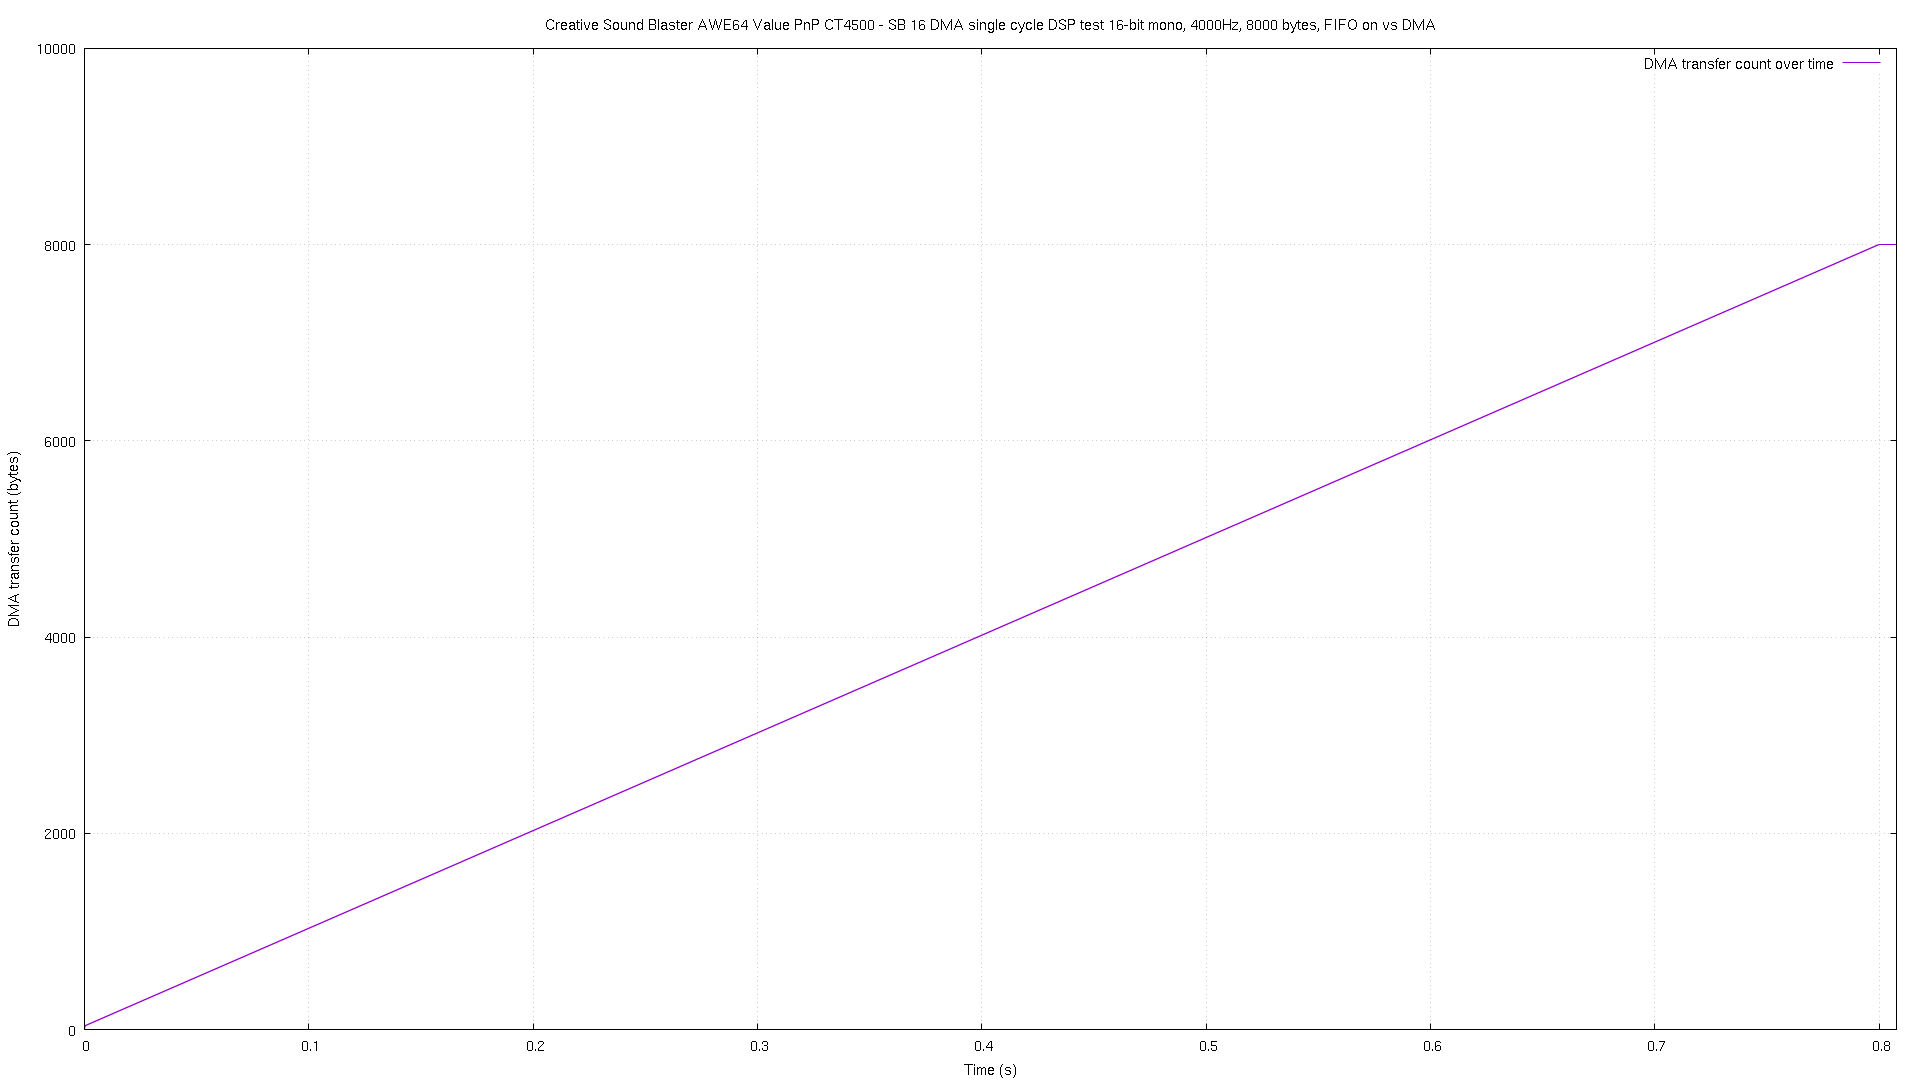 Creative Sound Blaster AWE64 Value PnP CT4500 - SB 16 DMA single cycle DSP test 16-bit mono, 4000Hz, 8000 bytes, FIFO on vs DMA
DMA transfer count over time
10000
8000
6000
4000
2000
0
DMA transfer count (bytes)
0 0.1 0.2 0.3 0.4 0.5 0.6 0.7 0.8
Time (s)